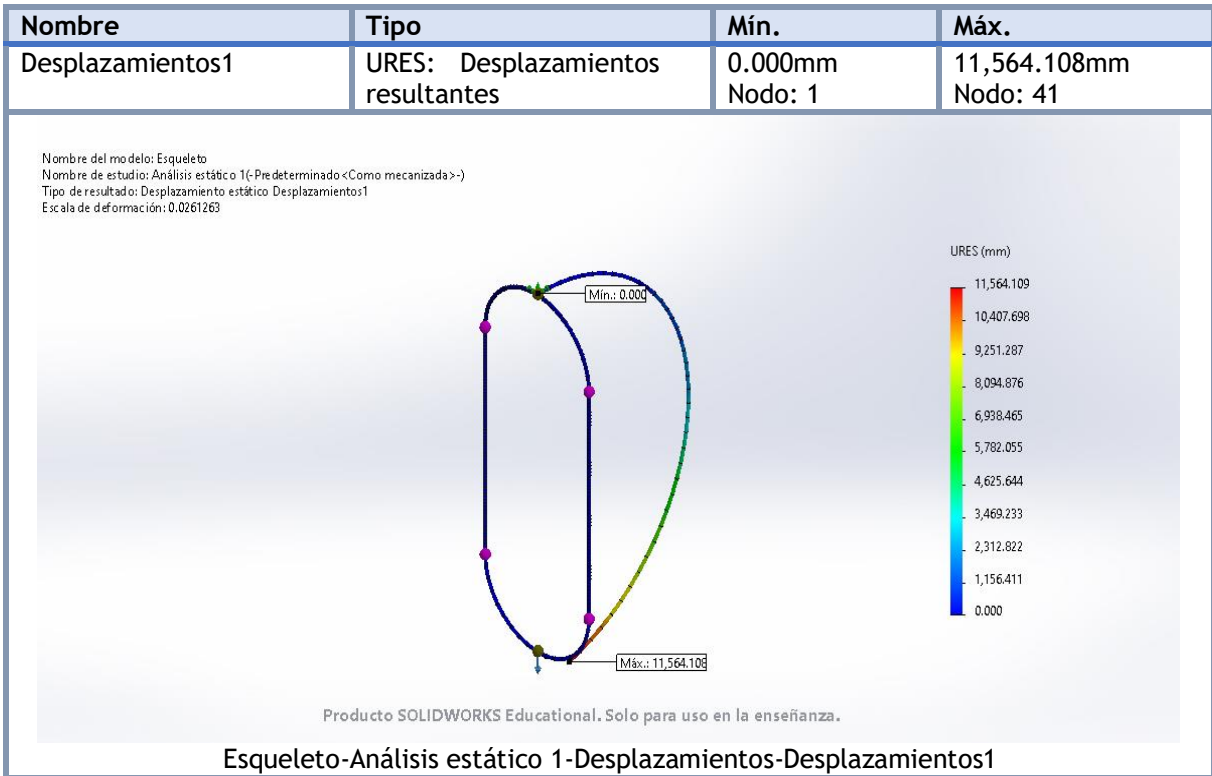 Nombre Tipo Mín. Máx.
Desplazamientos1 URES: Desplazamientos resultantes 0.000mm Nodo: 1 11,564.108mm Nodo: 41
Nombre del modelo: Esqueleto
Nombre de estudio: Análisis estático 1(-Predeterminado<Como mecanizada>-)
Tipo de resultado: Desplazamiento estático Desplazamientos1
Escala de deformación: 0.0261263
URES (mm)
11,564.109
10,407.698
9,251.287
8,094.876
6,938.465
5,782.055
4,625.644
3,469.233
2,312.822
1,156.411
0.000
Mín.: 0.000
Máx.: 11,564.108
Producto SOLIDWORKS Educational. Solo para uso en la enseñanza.
Esqueleto-Análisis estático 1-Desplazamientos-Desplazamientos1